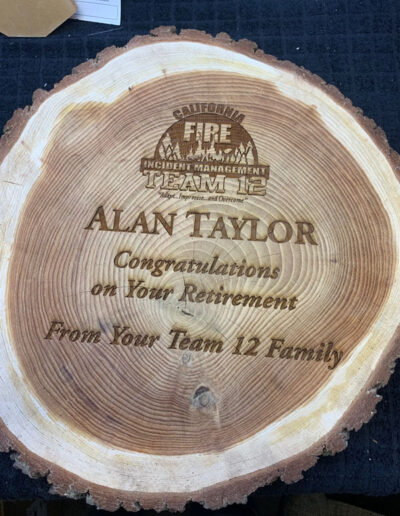 CALIFORNIA
FIRE
INCIDENT MANAGEMENT
TEAM 12
"Adapt...Improvise...and Overcome"
ALAN TAYLOR
Congratulations
on Your Retirement
From Your Team 12 Family